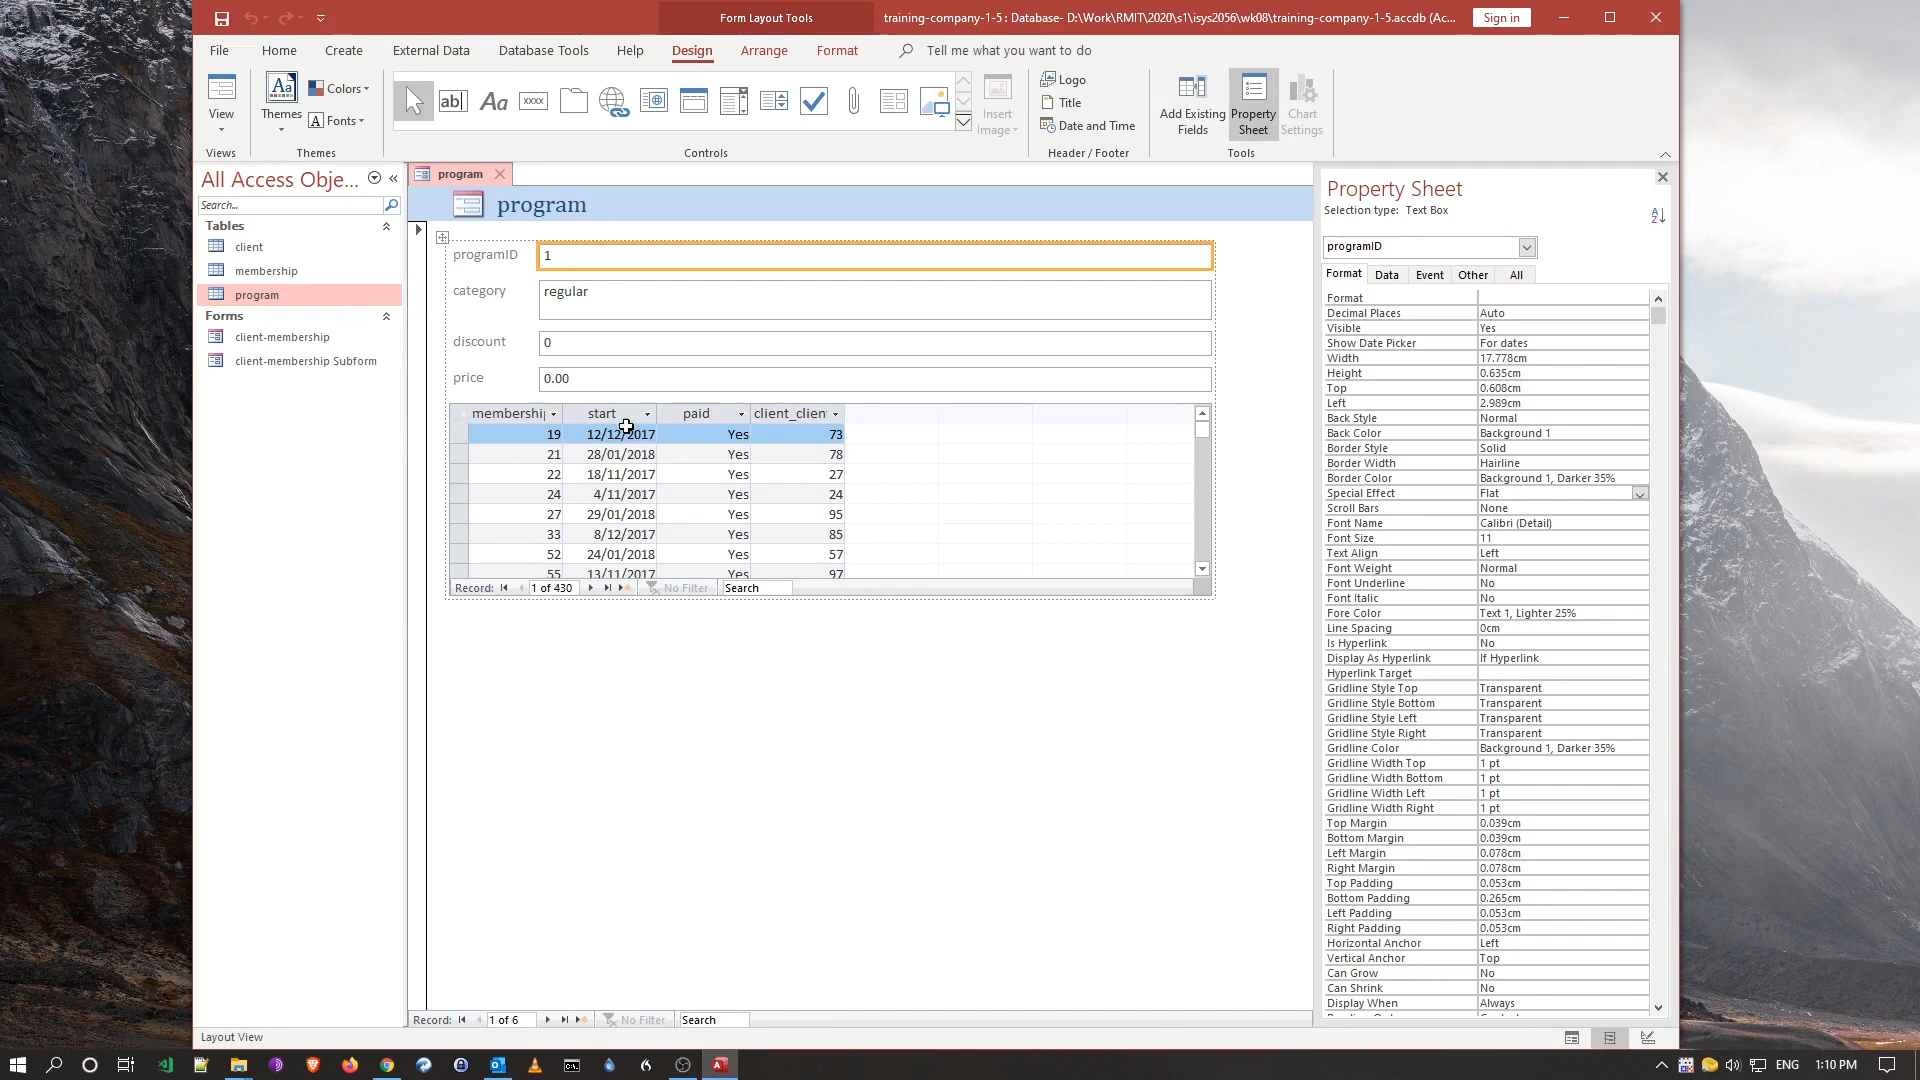 Form Layout Tools
training-company-1-5 : Database- D:\Work\RMIT\2020\s1\isys2056\wk08\training-company-1-5.accdb (Ac...
Sign in
File Home Create External Data Database Tools Help Design Arrange Format Tell me what you want to do
View
Views
Themes
Colors
Fonts
Themes
ab|
Aa
xxxx
Controls
Insert
Image
Logo
Title
Date and Time
Header / Footer
Add Existing
Fields
Property
Sheet
Chart
Settings
Tools
All Access Obje...
Search...
Tables
client
membership
program
Forms
client-membership
client-membership Subform
program
program
programID 1
category regular
discount 0
price 0.00
membershi start paid client_clien
19 12/12/2017 Yes 73
21 28/01/2018 Yes 78
22 18/11/2017 Yes 27
24 4/11/2017 Yes 24
27 29/01/2018 Yes 95
33 8/12/2017 Yes 85
52 24/01/2018 Yes 57
55 13/11/2017 Yes 97
Record: 1 of 430 No Filter Search
Record: 1 of 6 No Filter Search
Property Sheet
Selection type: Text Box
programID
Format Data Event Other All
Format
Decimal Places Auto
Visible Yes
Show Date Picker For dates
Width 17.778cm
Height 0.635cm
Top 0.608cm
Left 2.989cm
Back Style Normal
Back Color Background 1
Border Style Solid
Border Width Hairline
Border Color Background 1, Darker 35%
Special Effect Flat
Scroll Bars None
Font Name Calibri (Detail)
Font Size 11
Text Align Left
Font Weight Normal
Font Underline No
Font Italic No
Fore Color Text 1, Lighter 25%
Line Spacing 0cm
Is Hyperlink No
Display As Hyperlink If Hyperlink
Hyperlink Target
Gridline Style Top Transparent
Gridline Style Bottom Transparent
Gridline Style Left Transparent
Gridline Style Right Transparent
Gridline Color Background 1, Darker 35%
Gridline Width Top 1 pt
Gridline Width Bottom 1 pt
Gridline Width Left 1 pt
Gridline Width Right 1 pt
Top Margin 0.039cm
Bottom Margin 0.039cm
Left Margin 0.078cm
Right Margin 0.078cm
Top Padding 0.053cm
Bottom Padding 0.265cm
Left Padding 0.053cm
Right Padding 0.053cm
Horizontal Anchor Left
Vertical Anchor Top
Can Grow No
Can Shrink No
Display When Always
Layout View
ENG 1:10 PM